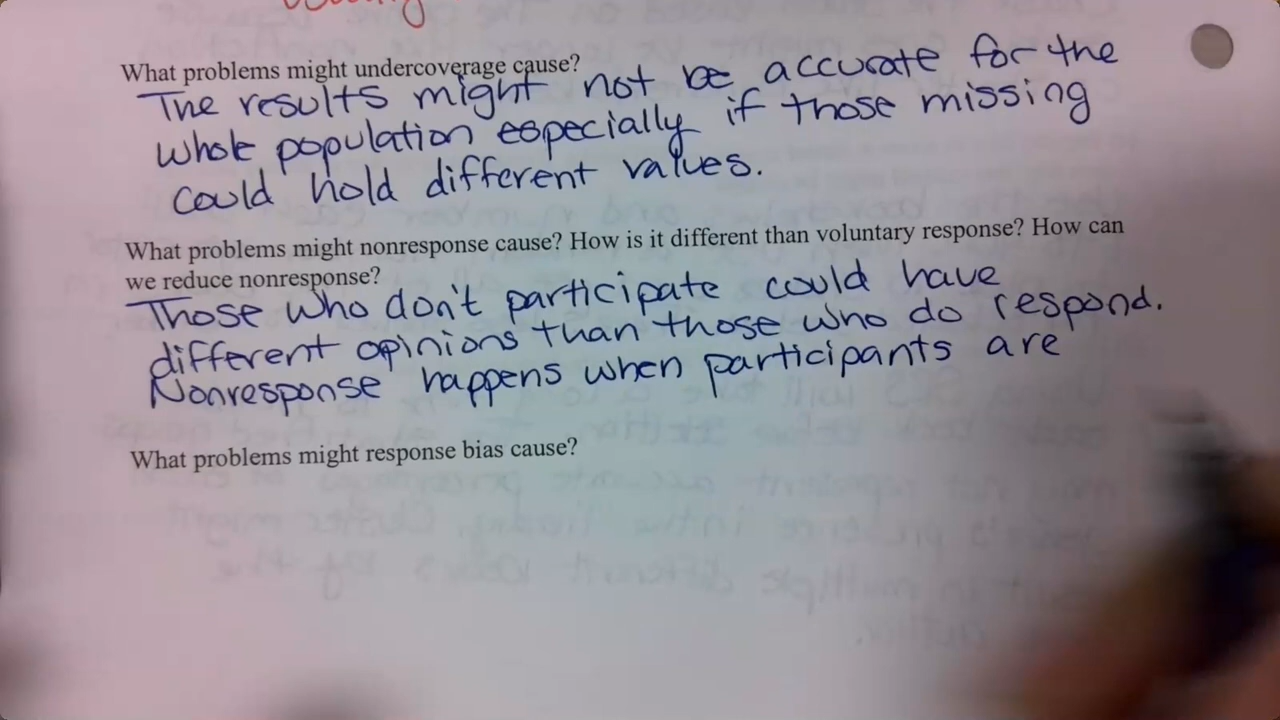 What problems might undercoverage cause?
The results might not be accurate for the
whole population especially if those missing
could hold different values.
What problems might nonresponse cause? How is it different than voluntary response? How can
we reduce nonresponse?
Those who don't participate could have
different opinions than those who do respond.
Nonresponse happens when participants are
What problems might response bias cause?